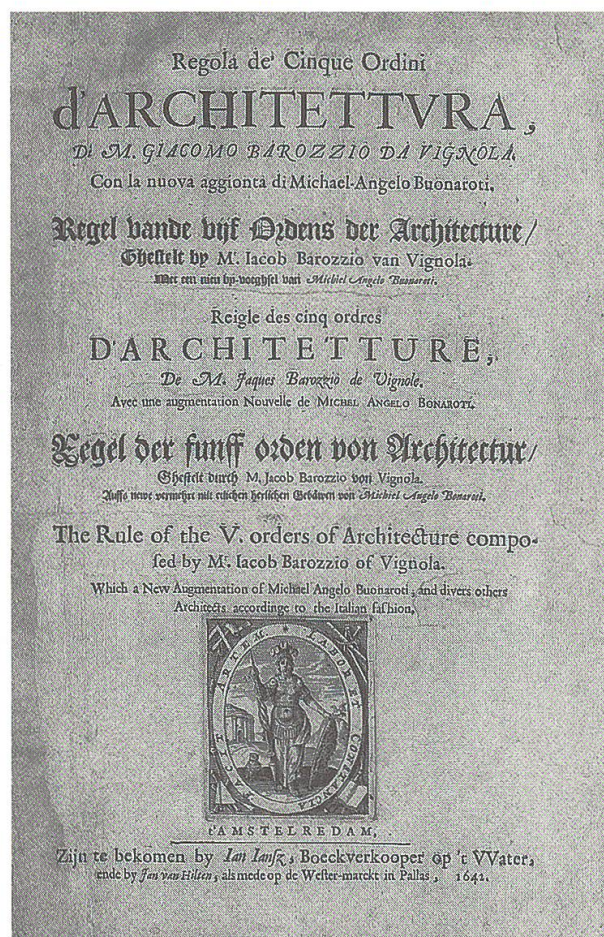 Regola de' Cinque Ordini
d'ARCHITETTVRA,
Di M. GIACOMO BAROZZIO DA VIGNOLA.
Con la nuova aggionta di Michael-Angelo Buonaroti.
Regel vande vijf Ordens der Architecture/
Ghestelt by Mr. Iacob Barozzio van Vignola.
Met een nieu by-voeghsel van Michiel Angelo Buonaroti.
Reigle des cinq ordres
D'ARCHITETTURE,
De M. Jaques Barozzio de Vignole.
Avec une augmentation Nouvelle de MICHEL ANGELO BONAROTI.
Regel der funff orden von Architectur/
Ghestelt durch M. Jacob Barozzio von Vignola.
Auffs newe vermehrt mit etlichen herlichen Gebäwen von Michiel Angelo Bonaroti.
The Rule of the V. orders of Architecture compo-
sed by Mr. Iacob Barozzio of Vignola.
Which a New Augmentation of Michael Angelo Buonaroti, and divers others
Architects accordinge to the Italian fashion.
ARTEM * LABOR ET CONSTANCIA
t'AMSTELREDAM,
Zijn te bekomen by Ian Iansz, Boeckverkooper op 't VVater,
ende by Jan van Hilten, als mede op de Wester-marckt in Pallas, 1641.